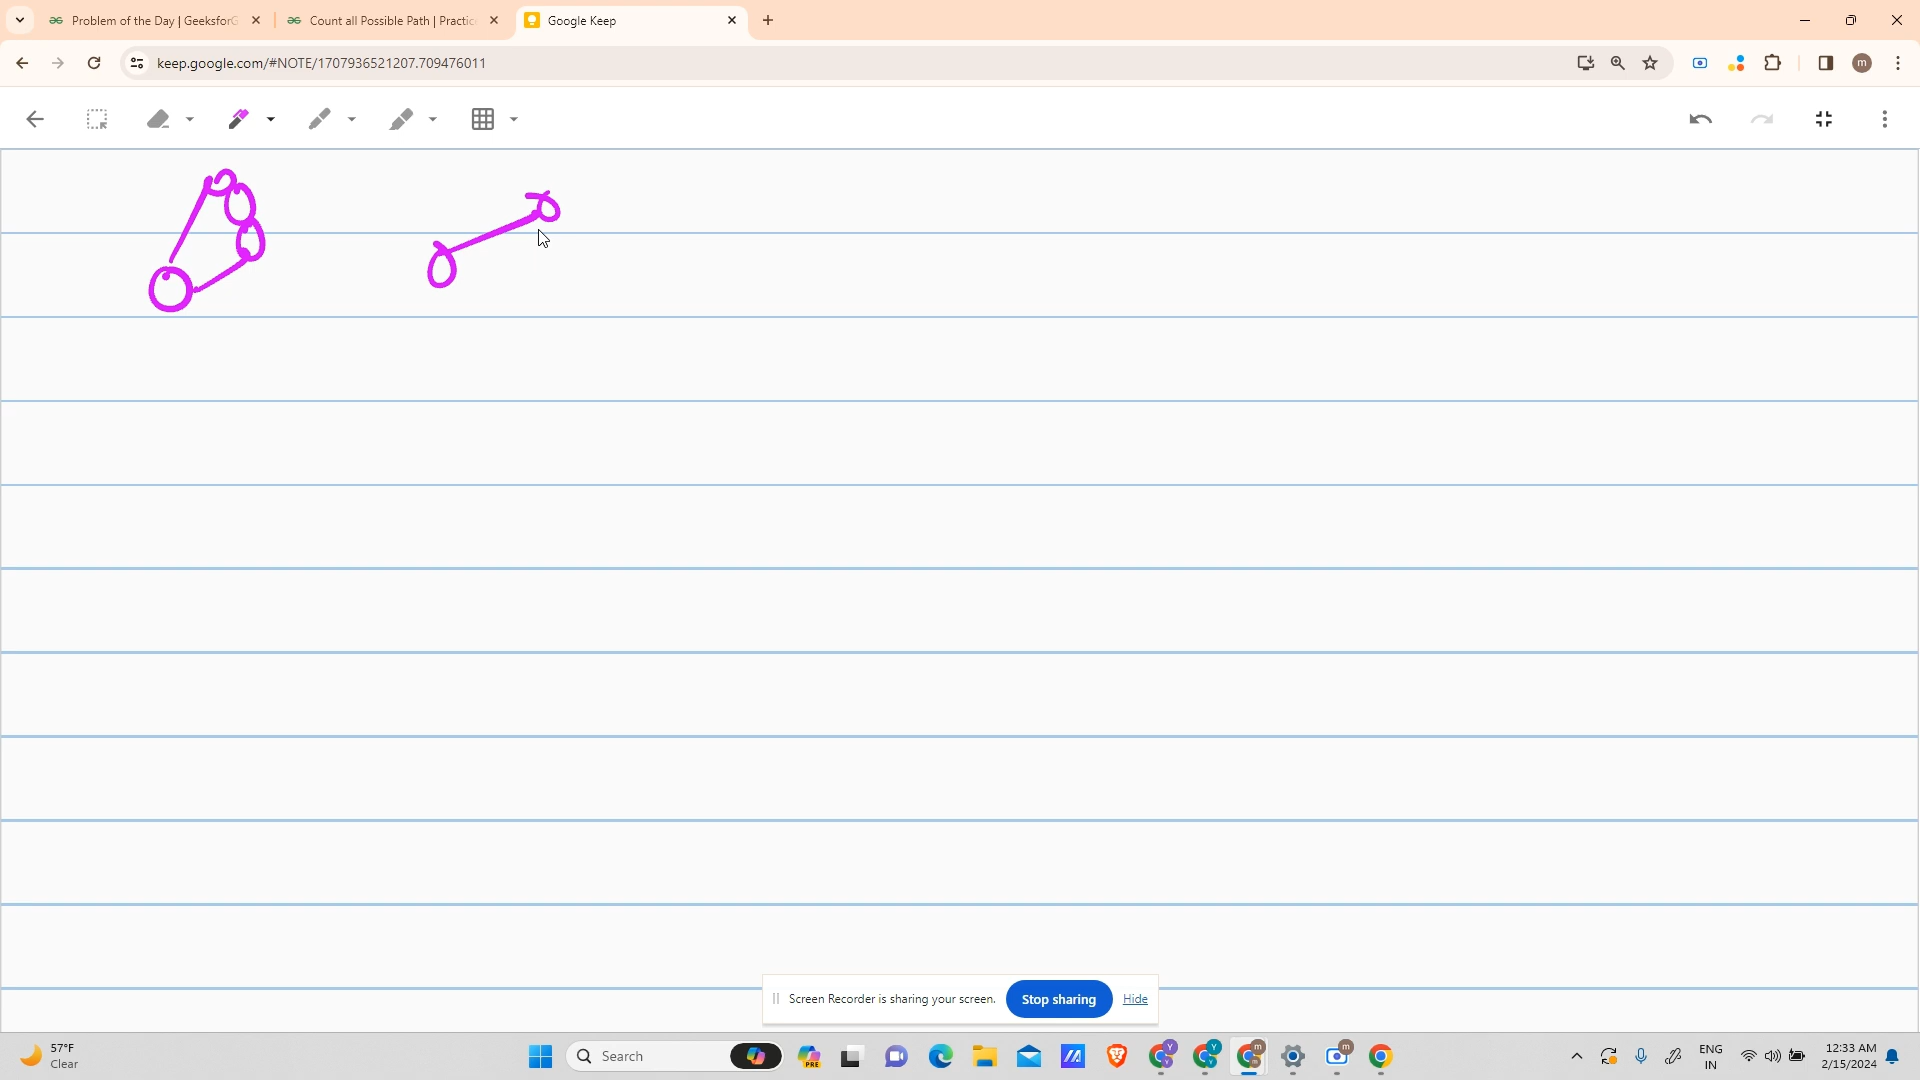 Problem of the Day | GeeksforG
Count all Possible Path | Practic
Google Keep
keep.google.com/#NOTE/1707936521207.709476011
m
Screen Recorder is sharing your screen.
Stop sharing
Hide
57°F
Clear
Search
PRE
Y
Y
m
m
ENG
IN
12:33 AM
2/15/2024